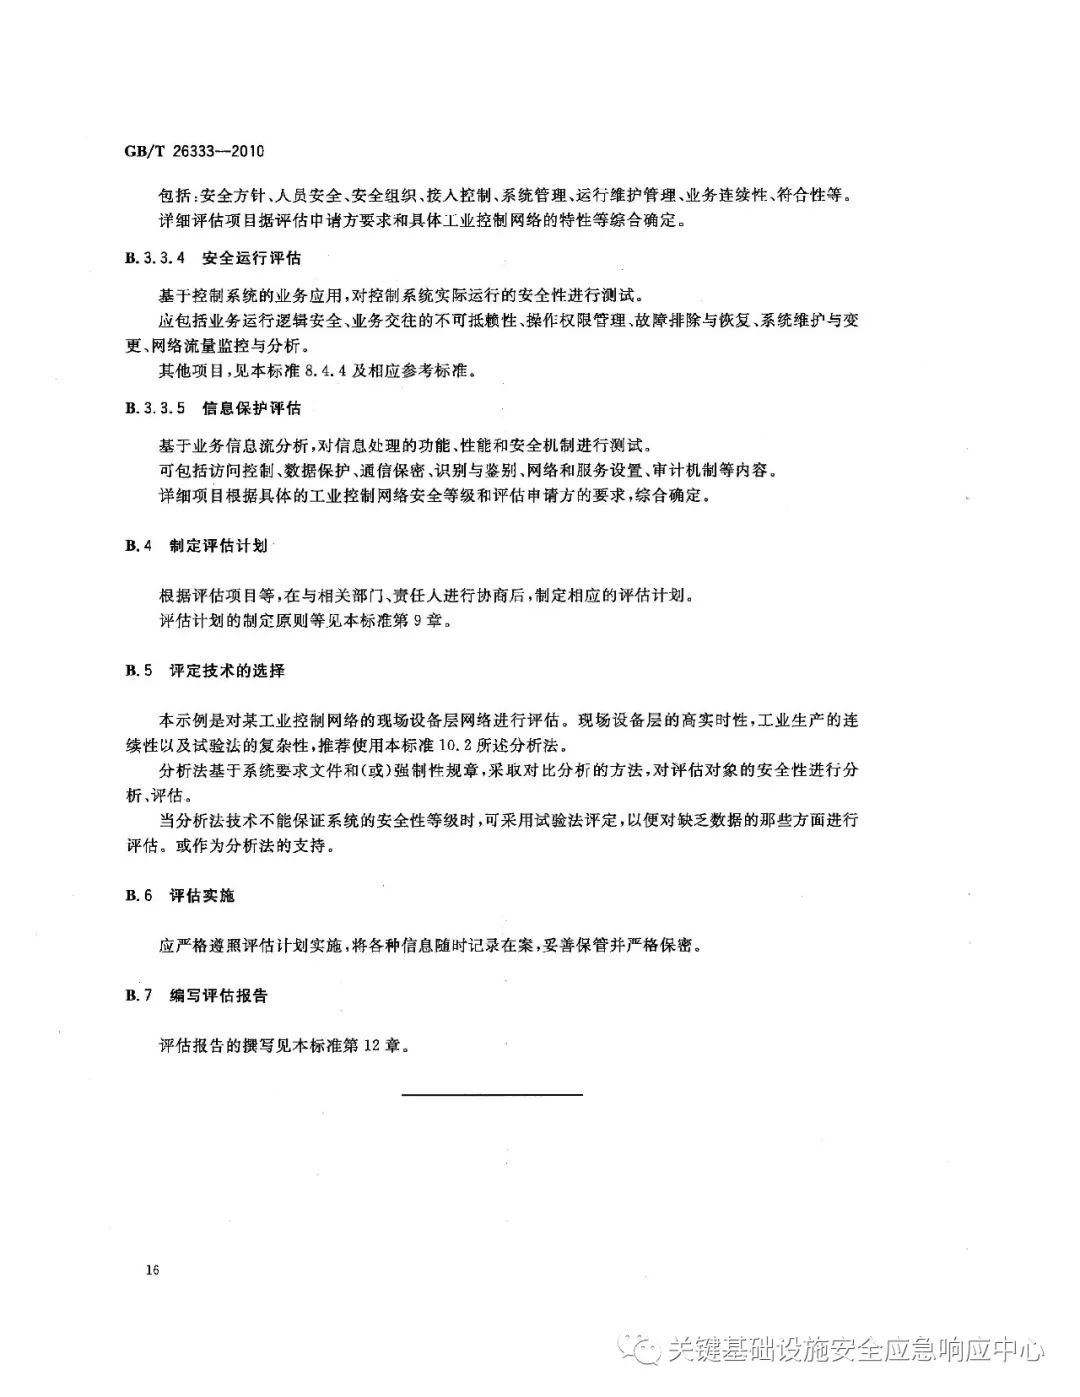 GB/T 26333—2010
包括:安全方针、人员安全、安全组织、接入控制、系统管理、运行维护管理、业务连续性、符合性等。
详细评估项目据评估申请方要求和具体工业控制网络的特性等综合确定。
B.3.3.4 安全运行评估
基于控制系统的业务应用,对控制系统实际运行的安全性进行测试。
应包括业务运行逻辑安全、业务交往的不可抵赖性、操作权限管理、故障排除与恢复、系统维护与变
更、网络流量监控与分析。
其他项目,见本标准8.4.4及相应参考标准。
B.3.3.5 信息保护评估
基于业务信息流分析,对信息处理的功能、性能和安全机制进行测试。
可包括访问控制、数据保护、通信保密、识别与鉴别、网络和服务设置、审计机制等内容。
详细项目根据具体的工业控制网络安全等级和评估申请方的要求,综合确定。
B.4 制定评估计划
根据评估项目等,在与相关部门、责任人进行协商后,制定相应的评估计划。
评估计划的制定原则等见本标准第9章。
B.5 评定技术的选择
本示例是对某工业控制网络的现场设备层网络进行评估。现场设备层的高实时性,工业生产的连
续性以及试验法的复杂性,推荐使用本标准10.2所述分析法。
分析法基于系统要求文件和(或)强制性规章,采取对比分析的方法,对评估对象的安全性进行分
析、评估。
当分析法技术不能保证系统的安全性等级时,可采用试验法评定,以便对缺乏数据的那些方面进行
评估。或作为分析法的支持。
B.6 评估实施
应严格遵照评估计划实施,将各种信息随时记录在案,妥善保管并严格保密。
B.7 编写评估报告
评估报告的撰写见本标准第12章。
16
关键基础设施安全应急响应中心